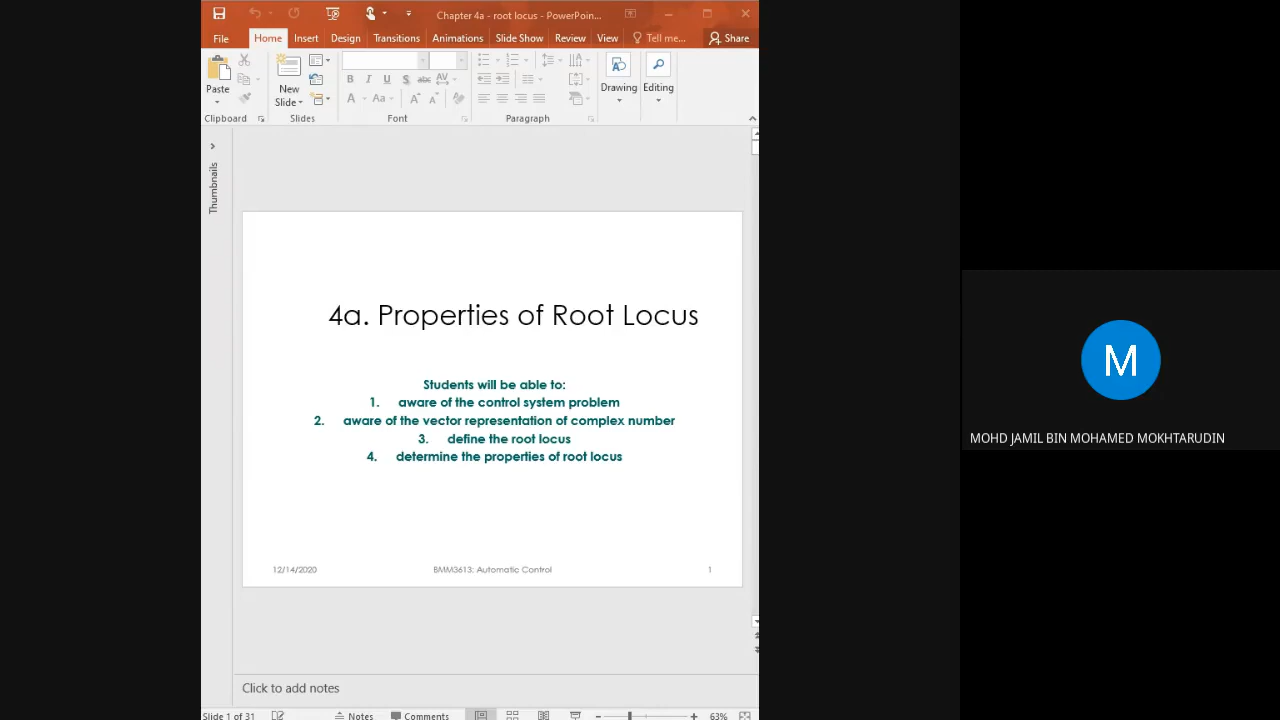 Chapter 4a - root locus - PowerPoin...
File Home Insert Design Transitions Animations Slide Show Review View Tell me... Share
Paste
New
Slide
B I U S abc AV
A Aa A A
Drawing
Editing
Clipboard Slides Font Paragraph
Thumbnails
4a. Properties of Root Locus
Students will be able to:
1. aware of the control system problem
2. aware of the vector representation of complex number
3. define the root locus
4. determine the properties of root locus
12/14/2020 BMM3613: Automatic Control 1
Click to add notes
Slide 1 of 31 Notes Comments 63%
M
MOHD JAMIL BIN MOHAMED MOKHTARUDIN